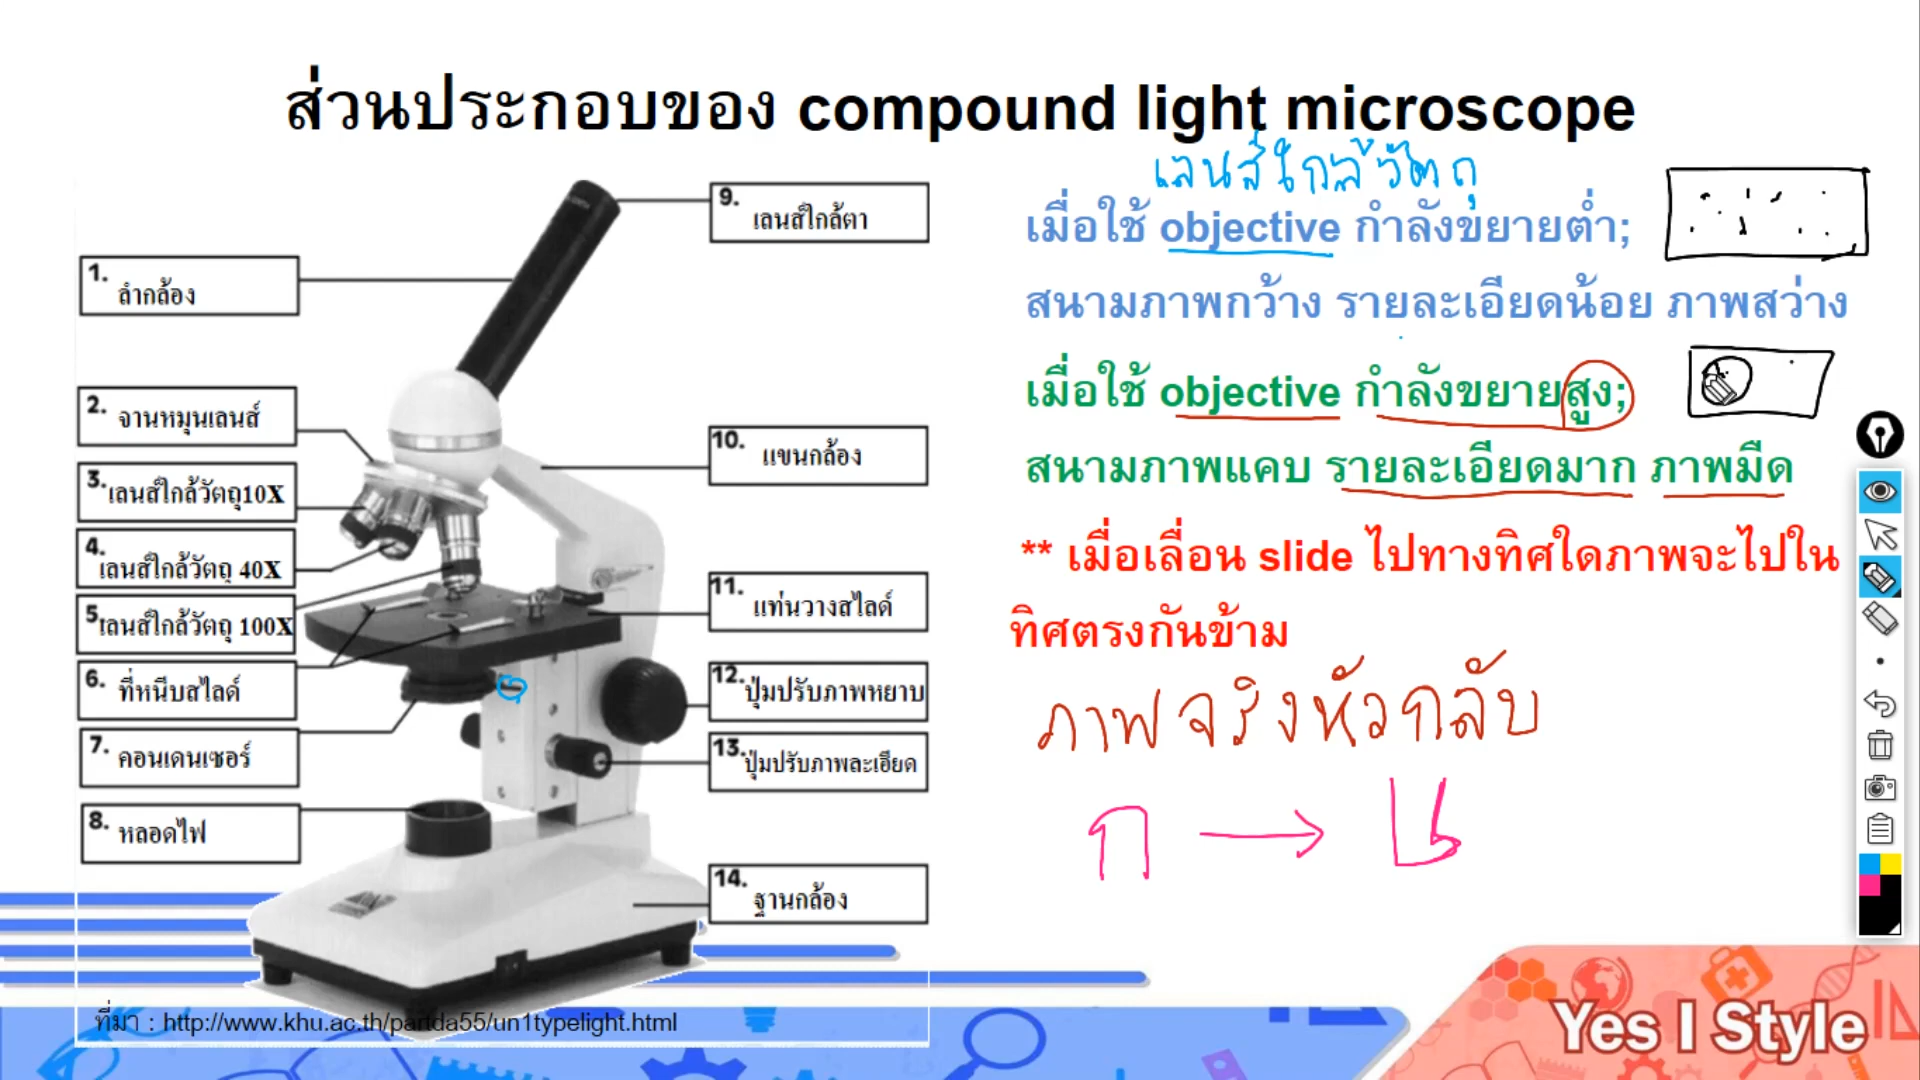 ส่วนประกอบของ compound light microscope
1. ลำกล้อง
2. จานหมุนเลนส์
3. เลนส์ใกล้วัตถุ10X
4. เลนส์ใกล้วัตถุ 40X
5. เลนส์ใกล้วัตถุ 100X
6. ที่หนีบสไลด์
7. คอนเดนเซอร์
8. หลอดไฟ
9. เลนส์ใกล้ตา
10. แขนกล้อง
11. แท่นวางสไลด์
12. ปุ่มปรับภาพหยาบ
13. ปุ่มปรับภาพละเอียด
14. ฐานกล้อง
ที่มา : http://www.khu.ac.th/partda55/un1typelight.html
เลนส์ใกล้วัตถุ
เมื่อใช้ objective กำลังขยายต่ำ;
สนามภาพกว้าง รายละเอียดน้อย ภาพสว่าง
เมื่อใช้ objective กำลังขยายสูง;
สนามภาพแคบ รายละเอียดมาก ภาพมืด
** เมื่อเลื่อน slide ไปทางทิศใดภาพจะไปใน
ทิศตรงกันข้าม
ภาพจริงหัวกลับ
ก
Yes I Style